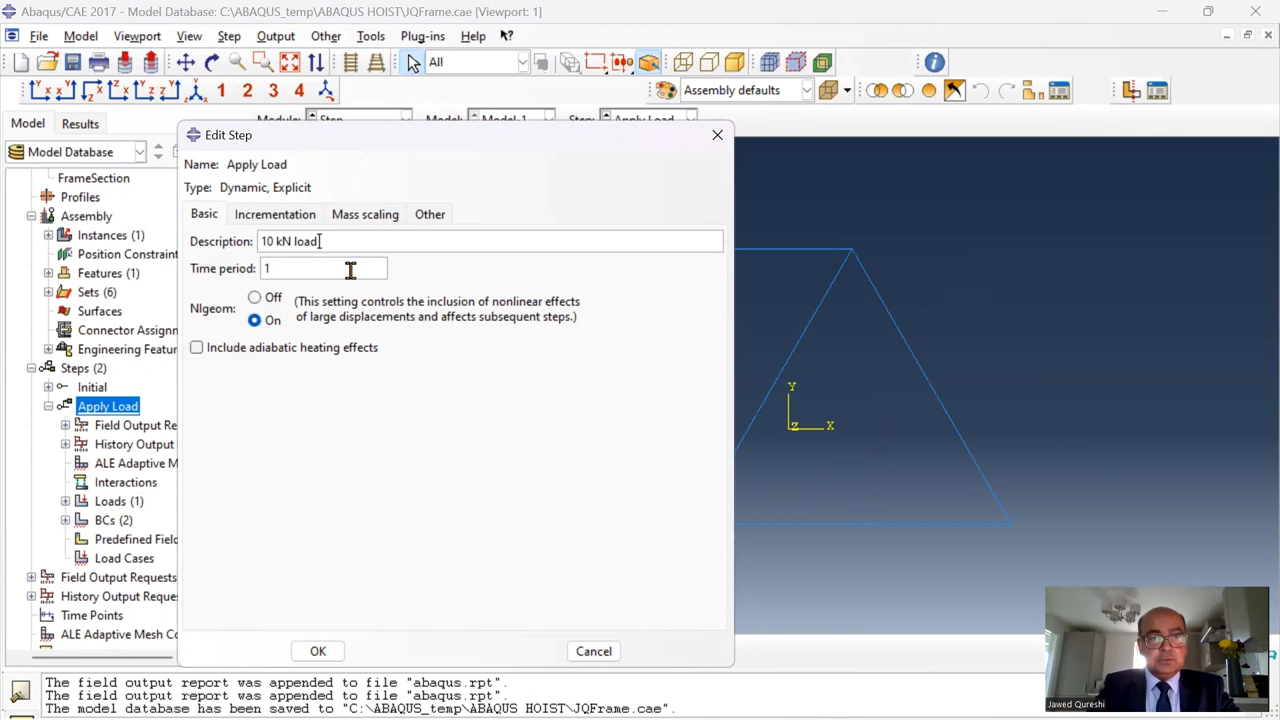 Abaqus/CAE 2017 - Model Database: C:\ABAQUS_temp\ABAQUS HOIST\JQFrame.cae [Viewport: 1]
File Model Viewport View Step Output Other Tools Plug-ins Help
All
1 2 3 4 Assembly defaults
Model Results
Model Database
FrameSection
Profiles
Assembly
Instances (1)
Position Constraint
Features (1)
Sets (6)
Surfaces
Connector Assignm
Engineering Featur
Steps (2)
Initial
Apply Load
Field Output Re
History Output
ALE Adaptive M
Interactions
Loads (1)
BCs (2)
Predefined Field
Load Cases
Field Output Requests
History Output Reques
Time Points
ALE Adaptive Mesh Co
Edit Step
Name: Apply Load
Type: Dynamic, Explicit
Basic Incrementation Mass scaling Other
Description: 10 kN load
Time period: 1
Nlgeom: Off
On
(This setting controls the inclusion of nonlinear effects
of large displacements and affects subsequent steps.)
Include adiabatic heating effects
OK Cancel
Y
Z X
The field output report was appended to file "abaqus.rpt".
The field output report was appended to file "abaqus.rpt".
The model database has been saved to "C:\ABAQUS_temp\ABAQUS HOIST\JQFrame.cae".
Jawed Qureshi